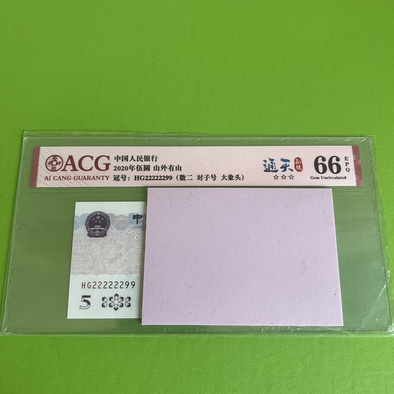 ACG
AI CANG GUARANTY
中国人民银行
2020年伍圆 山外有山
冠号: HG22222299 (数二 对子号 大象头)
通天
☆☆☆
66 EPQ
Gem Uncirculated
中
HG22222299
5